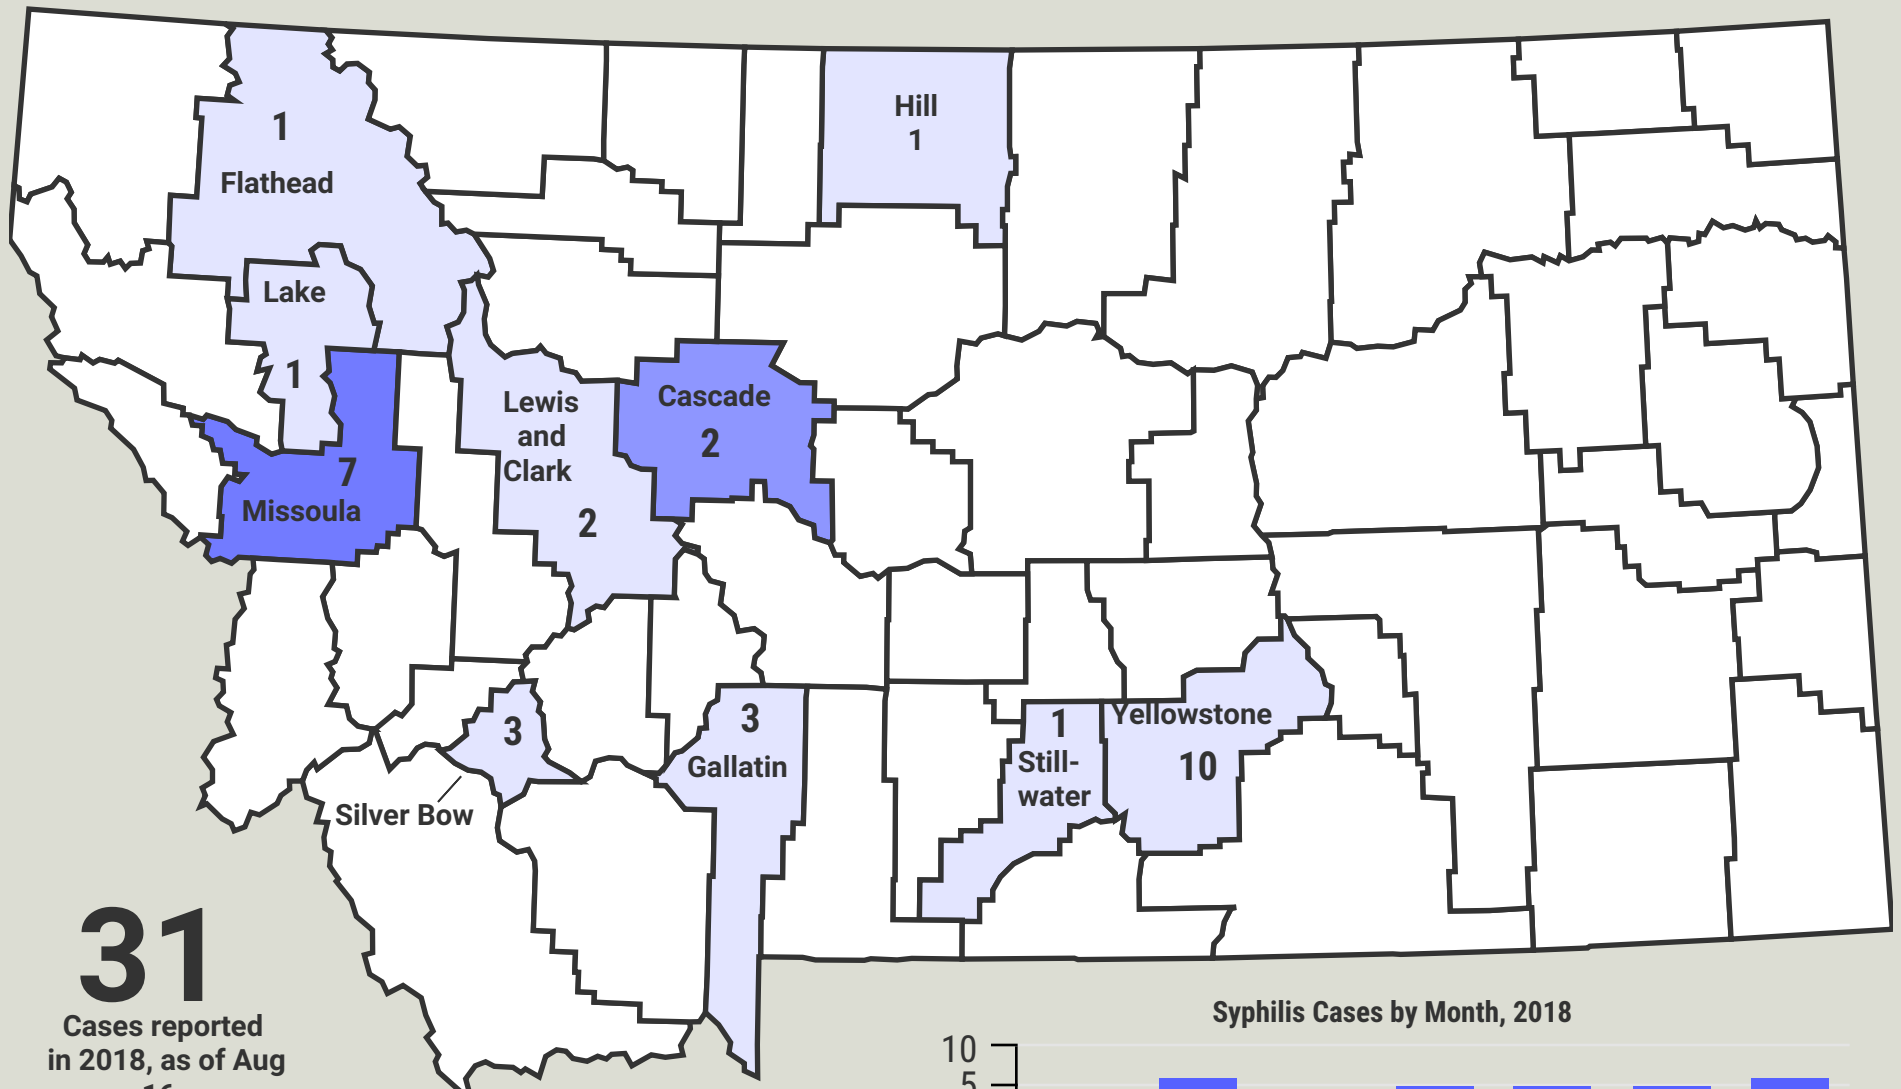 1
Flathead
Hill
1
Lake
1
Lewis
and
Clark
2
Cascade
2
7
Missoula
3
Silver Bow
3
Gallatin
1
Still-
water
Yellowstone
10
31
Cases reported
in 2018, as of Aug
Syphilis Cases by Month, 2018
10
5